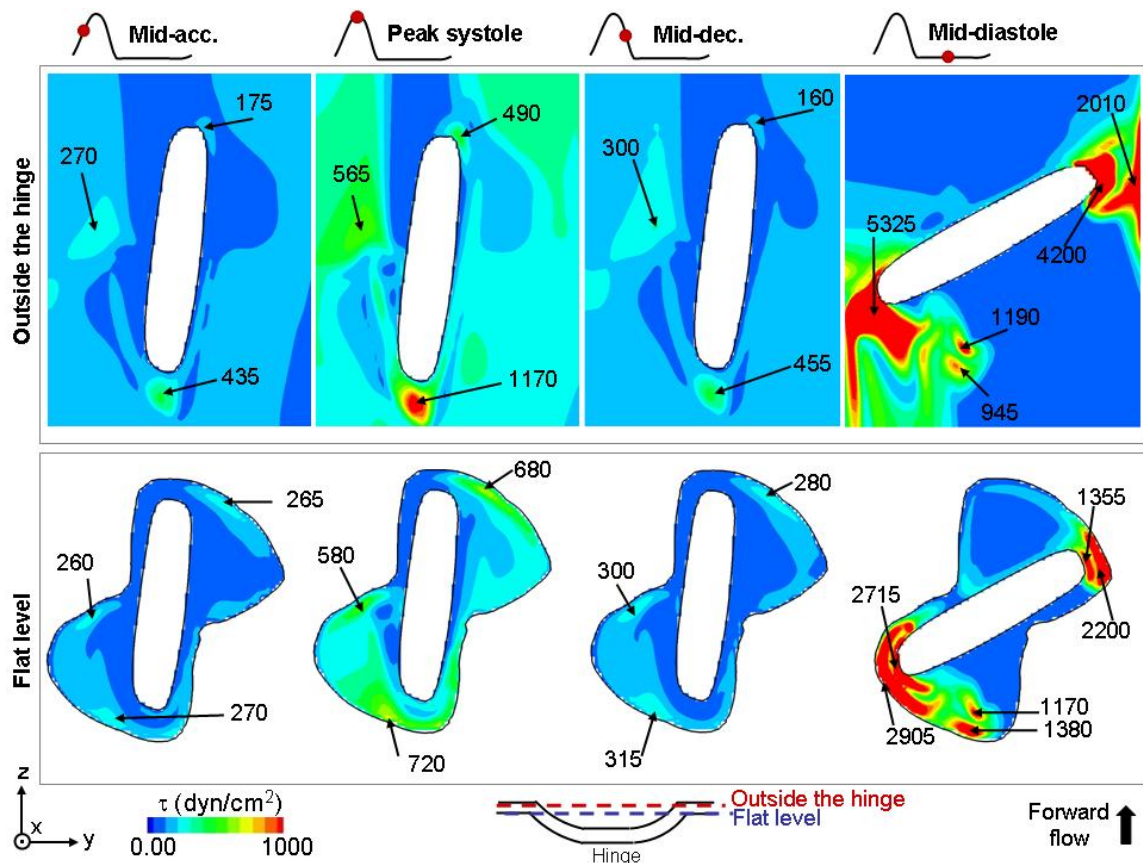 Mid-acc.
Peak systole
Mid-dec.
Mid-diastole
Outside the hinge
175
270
435
490
565
1170
160
300
455
2010
5325
4200
1190
945
Flat level
265
260
270
680
580
720
280
300
315
1355
2715
2200
1170
1380
2905
z
x
y
τ (dyn/cm²)
0.00 1000
Outside the hinge
Flat level
Hinge
Forward
flow